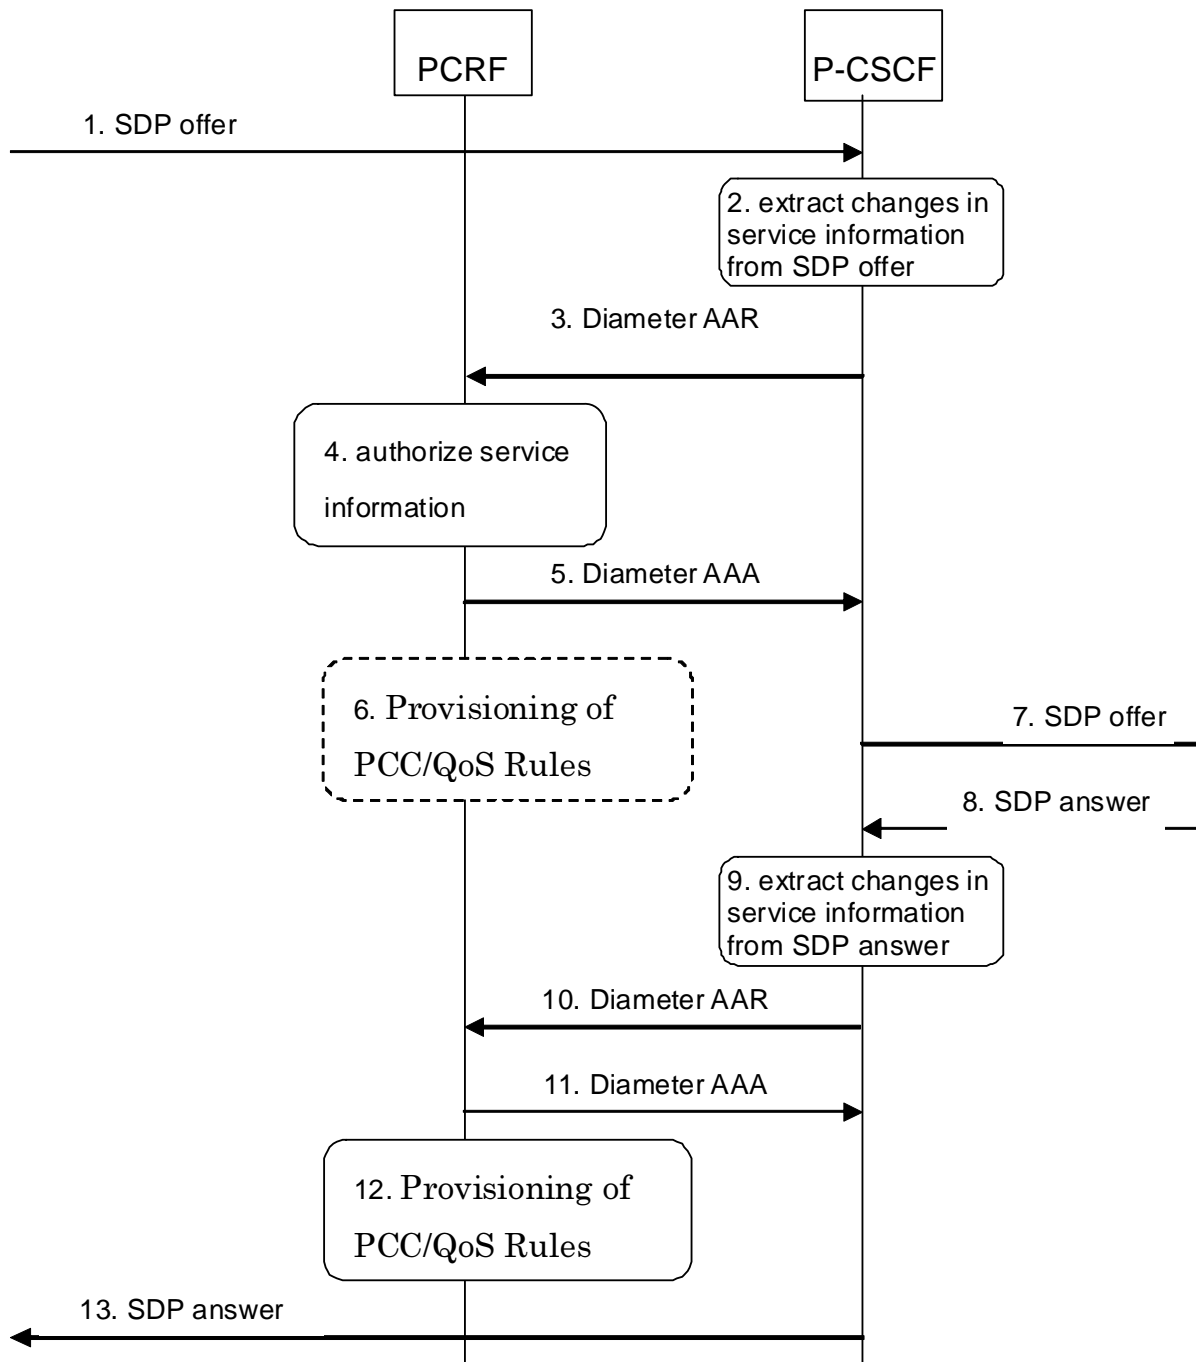 PCRF
P-CSCF
1. SDP offer
2. extract changes in
service information
from SDP offer
3. Diameter AAR
4. authorize service
information
5. Diameter AAA
6. Provisioning of
PCC/QoS Rules
7. SDP offer
8. SDP answer
9. extract changes in
service information
from SDP answer
10. Diameter AAR
11. Diameter AAA
12. Provisioning of
PCC/QoS Rules
13. SDP answer